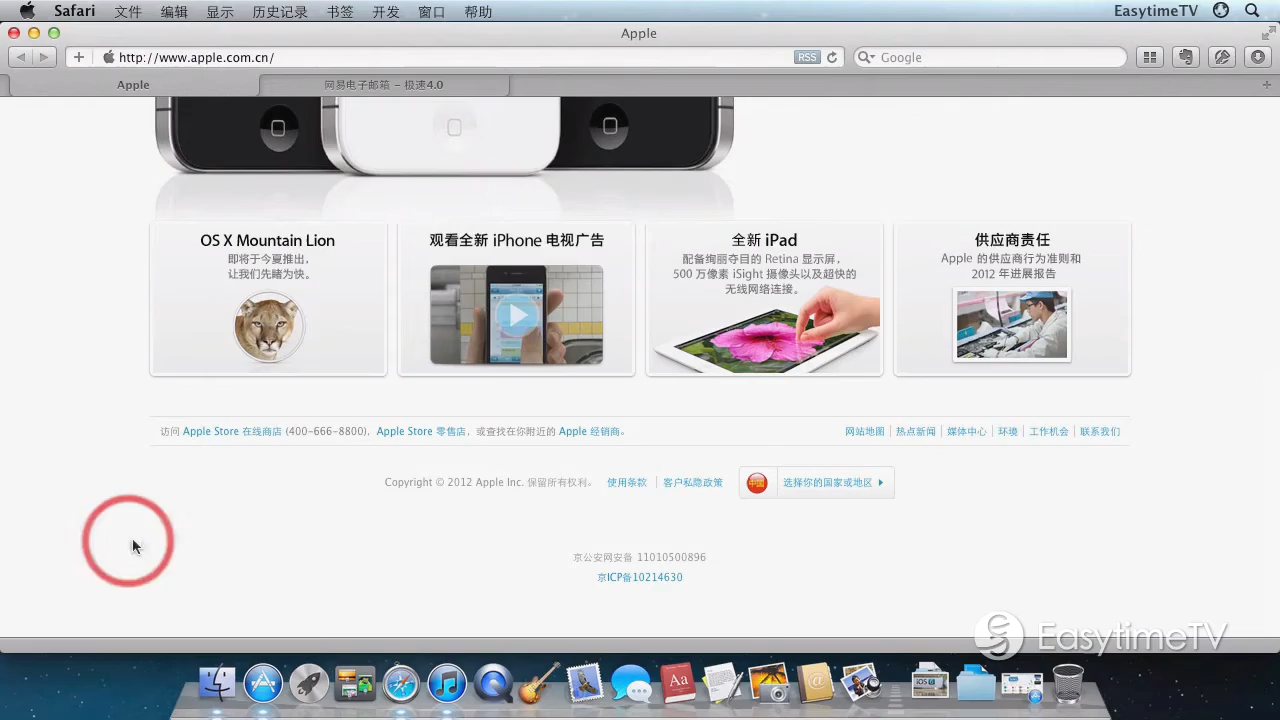 Safari 文件 编辑 显示 历史记录 书签 开发 窗口 帮助 EasytimeTV
Apple
http://www.apple.com.cn/ RSS Google
Apple 网易电子邮箱 - 极速4.0
OS X Mountain Lion
即将于今夏推出,
让我们先睹为快。
观看全新 iPhone 电视广告
全新 iPad
配备绚丽夺目的 Retina 显示屏,
500 万像素 iSight 摄像头以及超快的
无线网络连接。
供应商责任
Apple 的供应商行为准则和
2012 年进展报告
访问 Apple Store 在线商店 (400-666-8800), Apple Store 零售店, 或查找在你附近的 Apple 经销商。
网站地图 热点新闻 媒体中心 环境 工作机会 联系我们
Copyright © 2012 Apple Inc. 保留所有权利。 使用条款 客户私隐政策 中国 选择你的国家或地区
京公安网安备 11010500896
京ICP备10214630
EasytimeTV
Aa
iOS